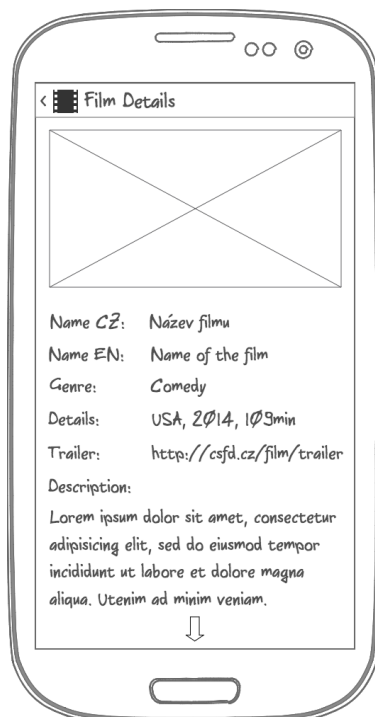 < Film Details
Name CZ: Název filmu
Name EN: Name of the film
Genre: Comedy
Details: USA, 2014, 109min
Trailer: http://csfd.cz/film/trailer
Description:
Lorem ipsum dolor sit amet, consectetur
adipisicing elit, sed do eiusmod tempor
incididunt ut labore et dolore magna
aliqua. Utenim ad minim veniam.